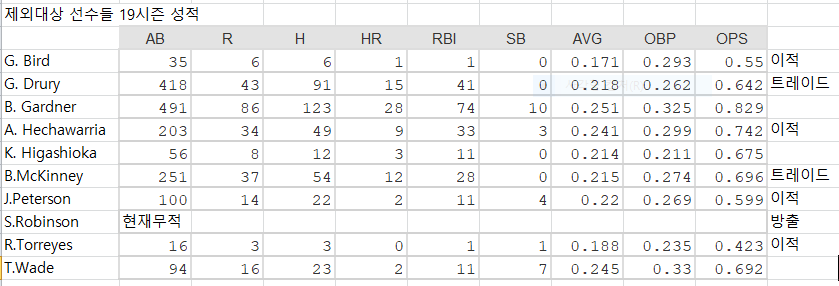 제외대상 선수들 19시즌 성적
AB R H HR RBI SB AVG OBP OPS
G. Bird 35 6 6 1 1 0 0.171 0.293 0.55 이적
G. Drury 418 43 91 15 41 0 0.218 0.262 0.642 트레이드
B. Gardner 491 86 123 28 74 10 0.251 0.325 0.829
A. Hechawarria 203 34 49 9 33 3 0.241 0.299 0.742 이적
K. Higashioka 56 8 12 3 11 0 0.214 0.211 0.675
B.McKinney 251 37 54 12 28 0 0.215 0.274 0.696 트레이드
J.Peterson 100 14 22 2 11 4 0.22 0.269 0.599 이적
S.Robinson 현재무적 방출
R.Torreyes 16 3 3 0 1 1 0.188 0.235 0.423 이적
T.Wade 94 16 23 2 11 7 0.245 0.33 0.692